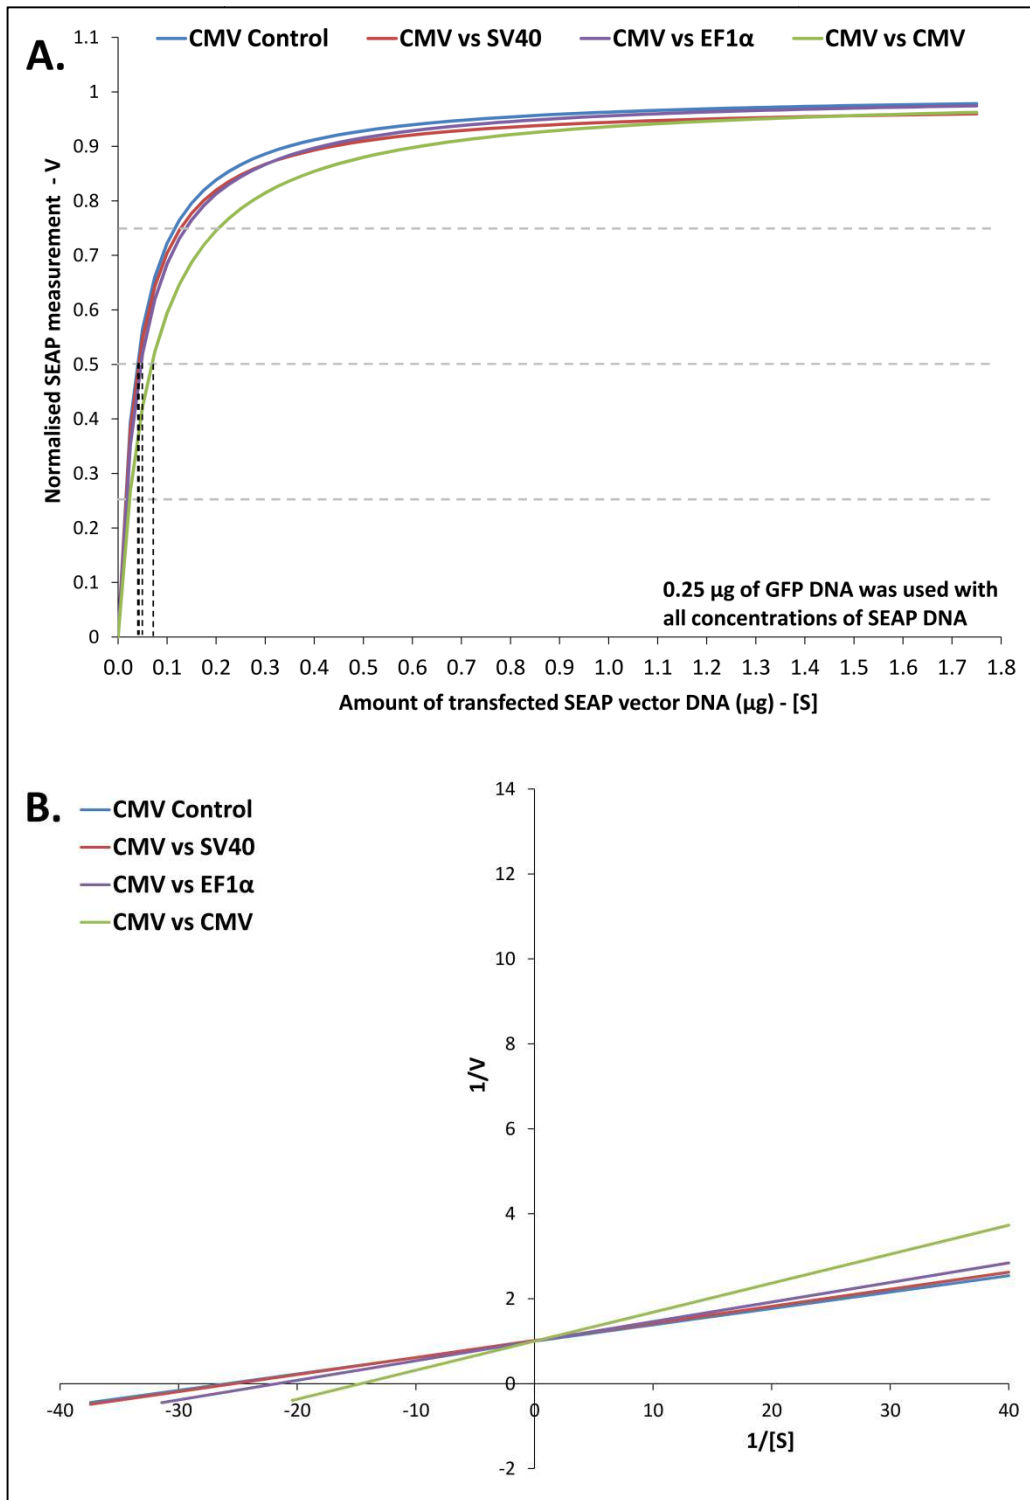 A.
CMV Control CMV vs SV40 CMV vs EF1α CMV vs CMV
1.1
1
0.9
0.8
0.7
0.6
0.5
0.4
0.3
0.2
0.1
0
Normalised SEAP measurement - V
0.25 µg of GFP DNA was used with
all concentrations of SEAP DNA
0.0 0.1 0.2 0.3 0.4 0.5 0.6 0.7 0.8 0.9 1.0 1.1 1.2 1.3 1.4 1.5 1.6 1.7 1.8
Amount of transfected SEAP vector DNA (µg) - [S]
B.
CMV Control
CMV vs SV40
CMV vs EF1α
CMV vs CMV
14
12
10
8
6
4
2
0
-2
1/V
-40 -30 -20 -10 0 10 20 30 40
1/[S]